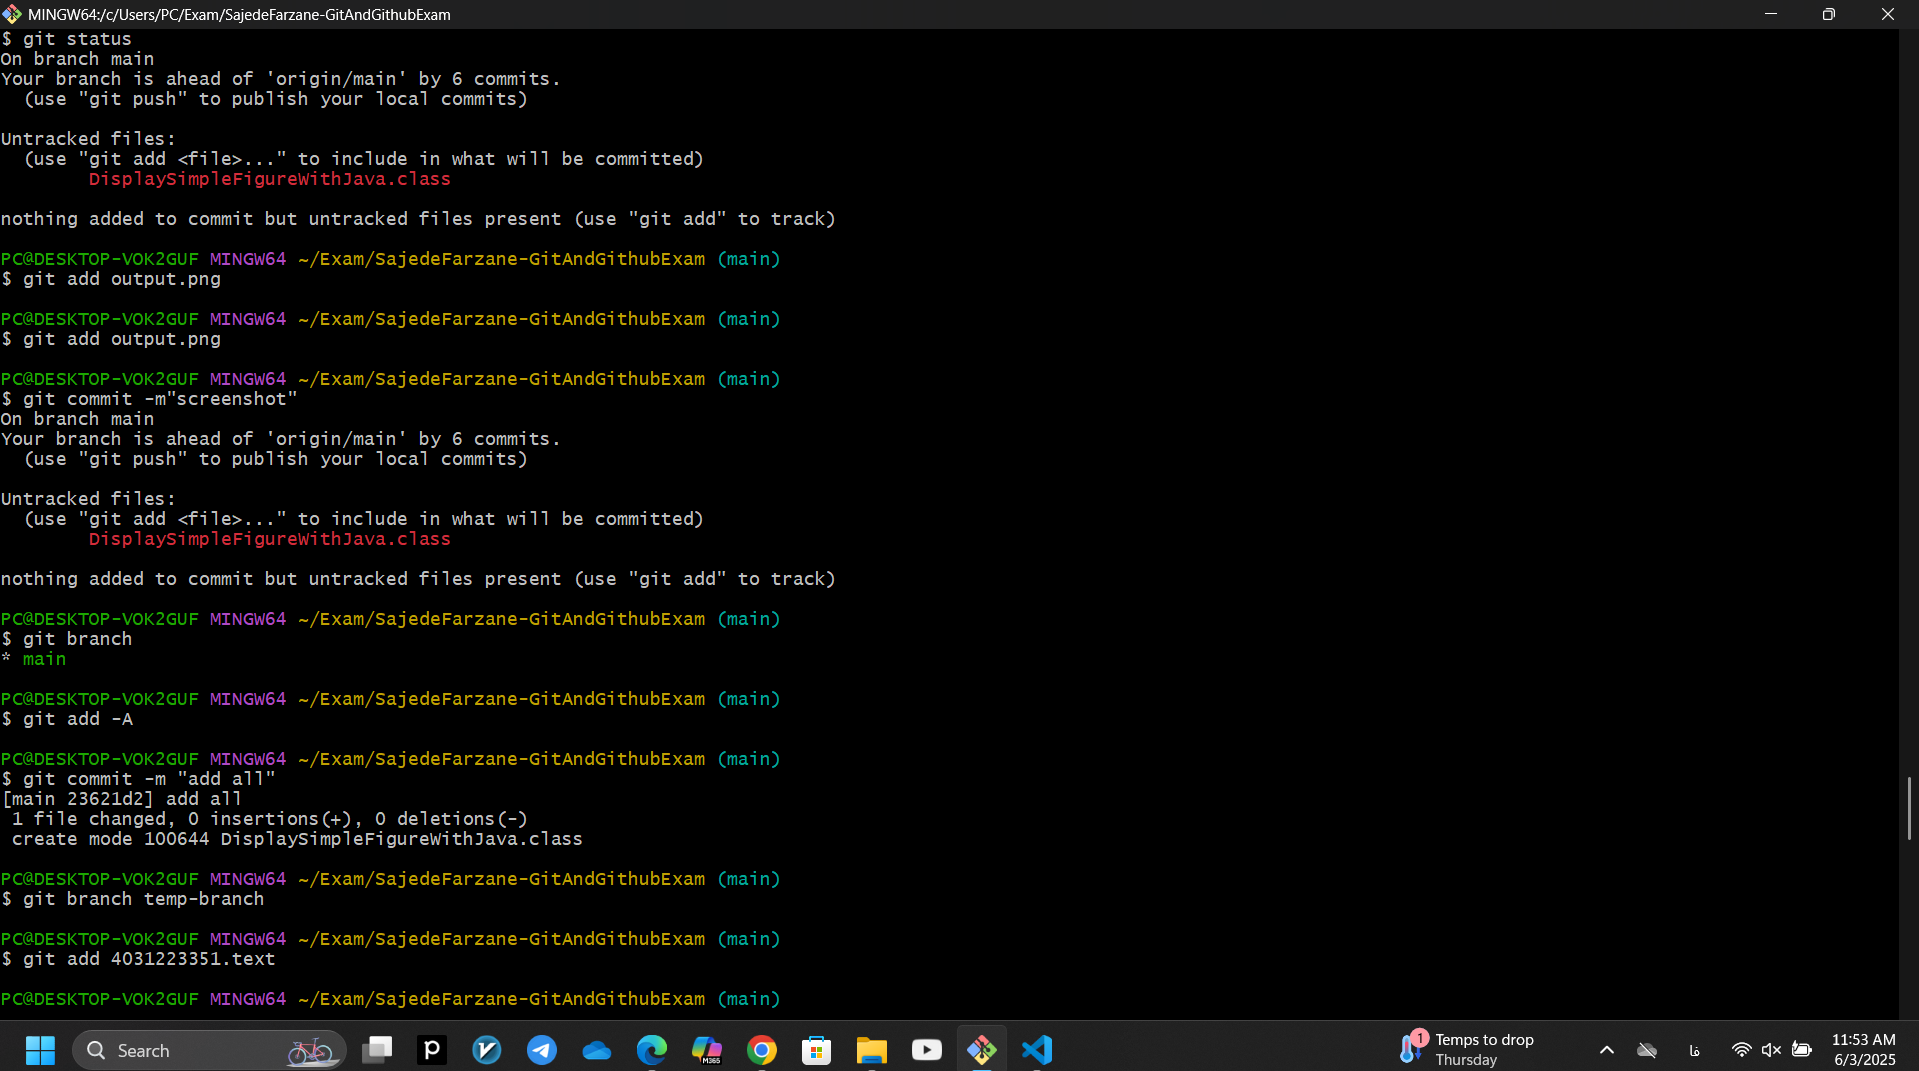 MINGW64:/c/Users/PC/Exam/SajedeFarzane-GitAndGithubExam
$ git status
On branch main
Your branch is ahead of 'origin/main' by 6 commits.
  (use "git push" to publish your local commits)
Untracked files:
  (use "git add <file>..." to include in what will be committed)
        DisplaySimpleFigureWithJava.class
nothing added to commit but untracked files present (use "git add" to track)
PC@DESKTOP-VOK2GUF MINGW64 ~/Exam/SajedeFarzane-GitAndGithubExam (main)
$ git add output.png
PC@DESKTOP-VOK2GUF MINGW64 ~/Exam/SajedeFarzane-GitAndGithubExam (main)
$ git add output.png
PC@DESKTOP-VOK2GUF MINGW64 ~/Exam/SajedeFarzane-GitAndGithubExam (main)
$ git commit -m"screenshot"
On branch main
Your branch is ahead of 'origin/main' by 6 commits.
  (use "git push" to publish your local commits)
Untracked files:
  (use "git add <file>..." to include in what will be committed)
        DisplaySimpleFigureWithJava.class
nothing added to commit but untracked files present (use "git add" to track)
PC@DESKTOP-VOK2GUF MINGW64 ~/Exam/SajedeFarzane-GitAndGithubExam (main)
$ git branch
* main
PC@DESKTOP-VOK2GUF MINGW64 ~/Exam/SajedeFarzane-GitAndGithubExam (main)
$ git add -A
PC@DESKTOP-VOK2GUF MINGW64 ~/Exam/SajedeFarzane-GitAndGithubExam (main)
$ git commit -m "add all"
[main 23621d2] add all
 1 file changed, 0 insertions(+), 0 deletions(-)
 create mode 100644 DisplaySimpleFigureWithJava.class
PC@DESKTOP-VOK2GUF MINGW64 ~/Exam/SajedeFarzane-GitAndGithubExam (main)
$ git branch temp-branch
PC@DESKTOP-VOK2GUF MINGW64 ~/Exam/SajedeFarzane-GitAndGithubExam (main)
$ git add 4031223351.text
PC@DESKTOP-VOK2GUF MINGW64 ~/Exam/SajedeFarzane-GitAndGithubExam (main)
Search
p
M365
1
Temps to drop
Thursday
فا
11:53 AM
6/3/2025